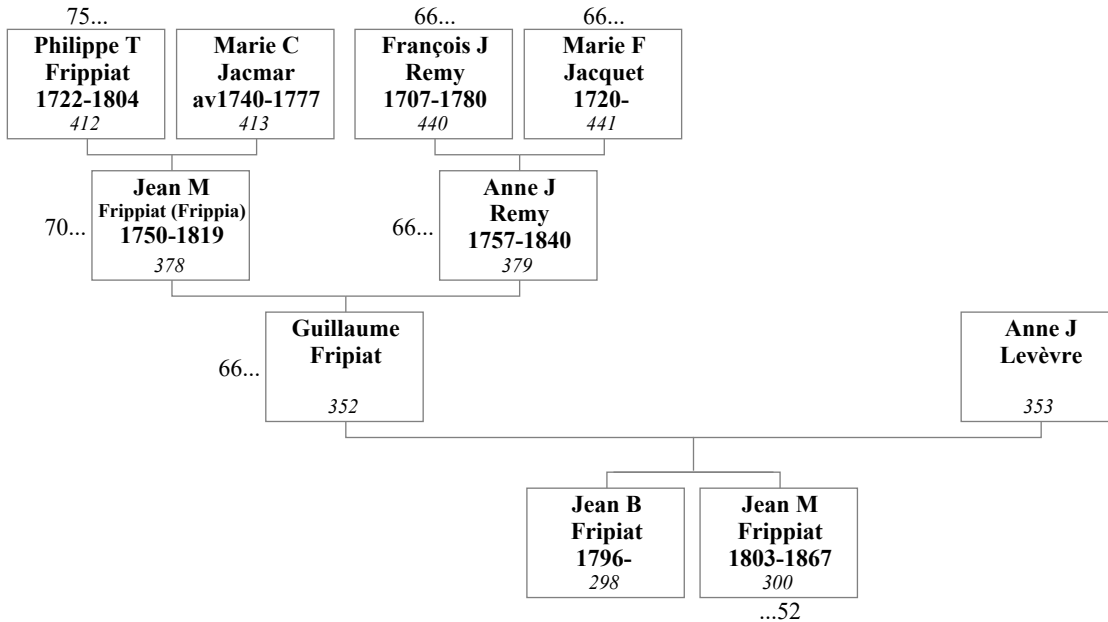 75...
Philippe T
Frippiat
1722-1804
412
Marie C
Jacmar
av1740-1777
413
66...
François J
Remy
1707-1780
440
66...
Marie F
Jacquet
1720-
441
70...
Jean M
Frippiat (Frippia)
1750-1819
378
66...
Anne J
Remy
1757-1840
379
66...
Guillaume
Fripiat
352
Anne J
Levèvre
353
Jean B
Fripiat
1796-
298
Jean M
Frippiat
1803-1867
300
...52